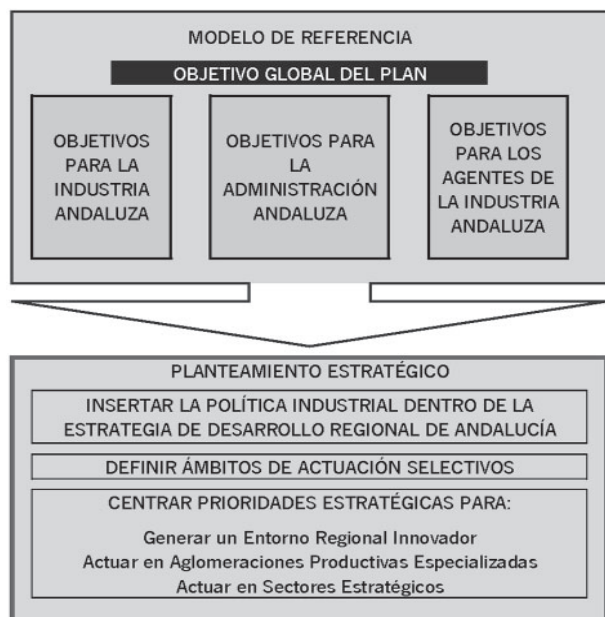 MODELO DE REFERENCIA
OBJETIVO GLOBAL DEL PLAN
OBJETIVOS
PARA LA
INDUSTRIA
ANDALUZA
OBJETIVOS PARA
LA
ADMINISTRACIÓN
ANDALUZA
OBJETIVOS
PARA LOS
AGENTES DE
LA INDUSTRIA
ANDALUZA
PLANTEAMIENTO ESTRATÉGICO
INSERTAR LA POLÍTICA INDUSTRIAL DENTRO DE LA
ESTRATEGIA DE DESARROLLO REGIONAL DE ANDALUCÍA
DEFINIR ÁMBITOS DE ACTUACIÓN SELECTIVOS
CENTRAR PRIORIDADES ESTRATÉGICAS PARA:
Generar un Entorno Regional Innovador
Actuar en Aglomeraciones Productivas Especializadas
Actuar en Sectores Estratégicos